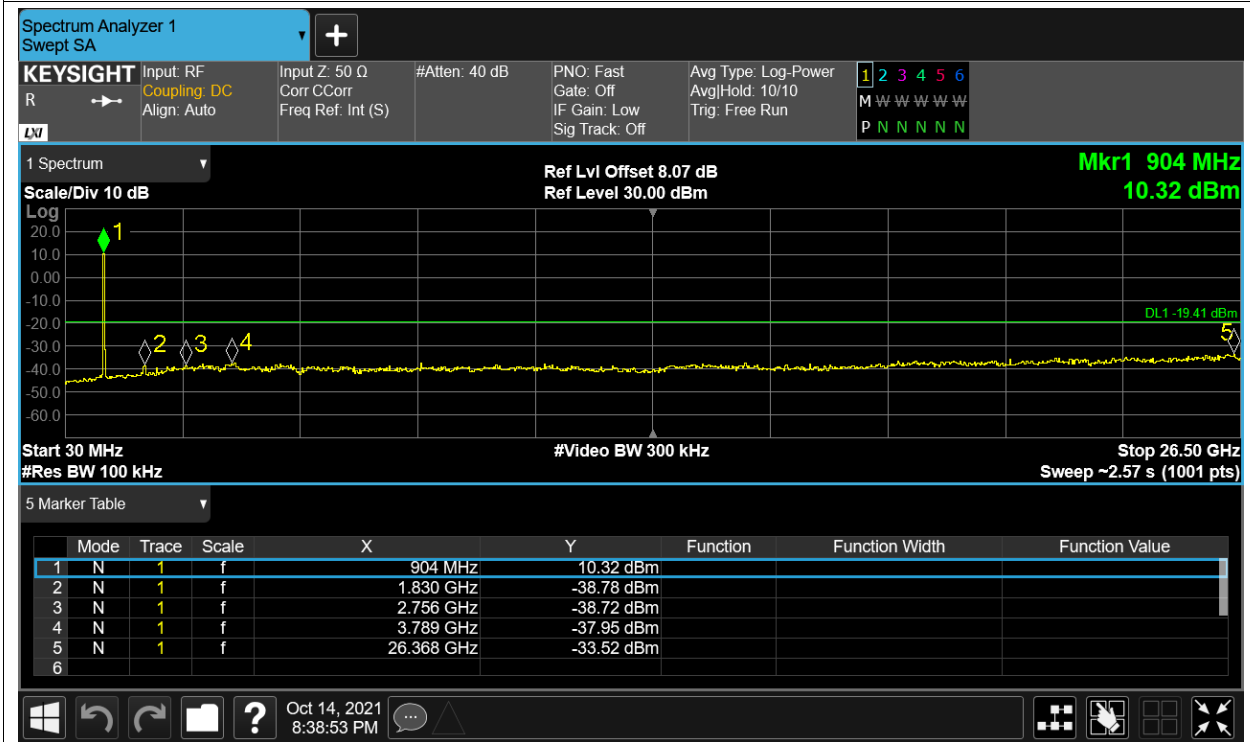 Spectrum Analyzer 1
Swept SA
KEYSIGHT
R
LXI
Input: RF
Coupling: DC
Align: Auto
Input Z: 50 Ω
Corr CCorr
Freq Ref: Int (S)
#Atten: 40 dB
PNO: Fast
Gate: Off
IF Gain: Low
Sig Track: Off
Avg Type: Log-Power
Avg|Hold: 10/10
Trig: Free Run
1 2 3 4 5 6
M W W W W W
P N N N N N
1 Spectrum
Scale/Div 10 dB
Ref Lvl Offset 8.07 dB
Ref Level 30.00 dBm
Mkr1 904 MHz
10.32 dBm
Log
20.0
10.0
0.00
-10.0
-20.0
-30.0
-40.0
-50.0
-60.0
1
2
3
4
5
DL1 -19.41 dBm
Start 30 MHz
#Video BW 300 kHz
Stop 26.50 GHz
#Res BW 100 kHz
Sweep ~2.57 s (1001 pts)
5 Marker Table
Mode Trace Scale X Y Function Function Width Function Value
1 N 1 f 904 MHz 10.32 dBm
2 N 1 f 1.830 GHz -38.78 dBm
3 N 1 f 2.756 GHz -38.72 dBm
4 N 1 f 3.789 GHz -37.95 dBm
5 N 1 f 26.368 GHz -33.52 dBm
6
?
Oct 14, 2021
8:38:53 PM